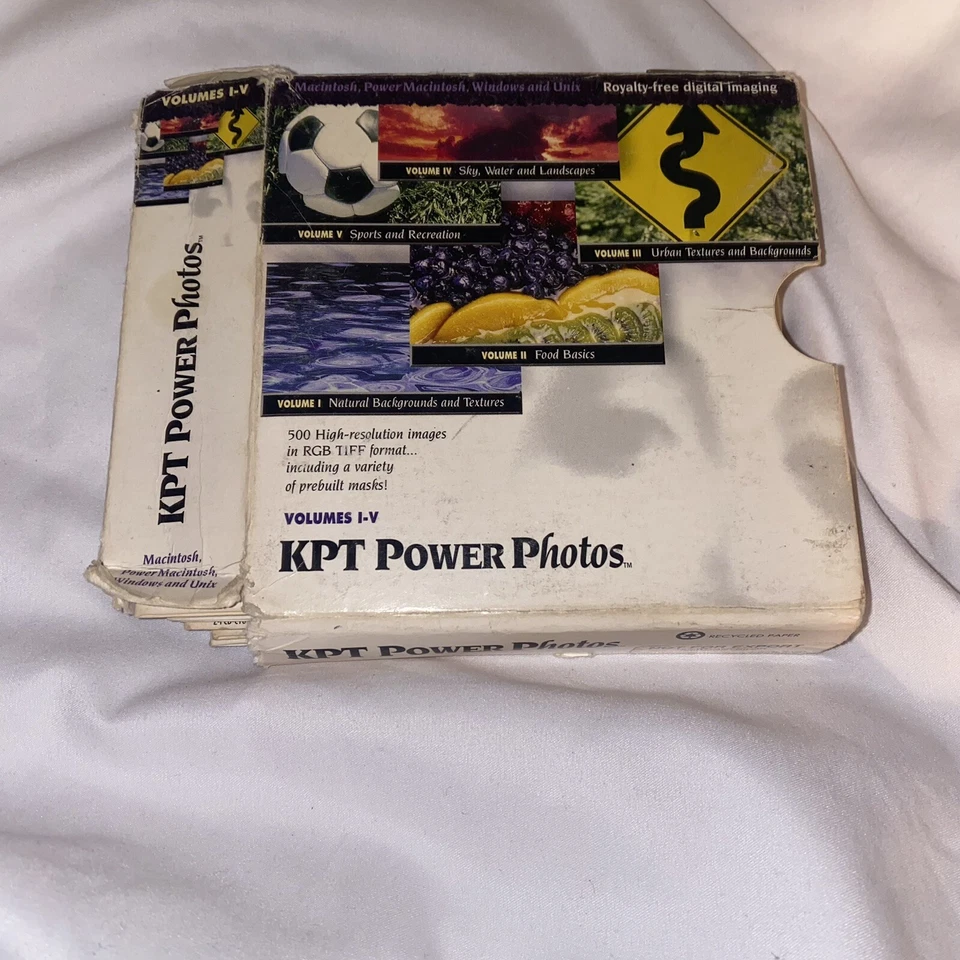 VOLUMES I-V
KPT POWER Photos™
Macintosh,
Power Macintosh,
Windows and Unix
Macintosh, Power Macintosh, Windows and Unix Royalty-free digital imaging
VOLUME IV Sky, Water and Landscapes
VOLUME V Sports and Recreation
VOLUME III Urban Textures and Backgrounds
VOLUME II Food Basics
VOLUME I Natural Backgrounds and Textures
500 High-resolution images
in RGB TIFF format...
including a variety
of prebuilt masks!
VOLUMES I-V
KPT POWER Photos™
KPT POWER Photos
RECYCLED PAPER